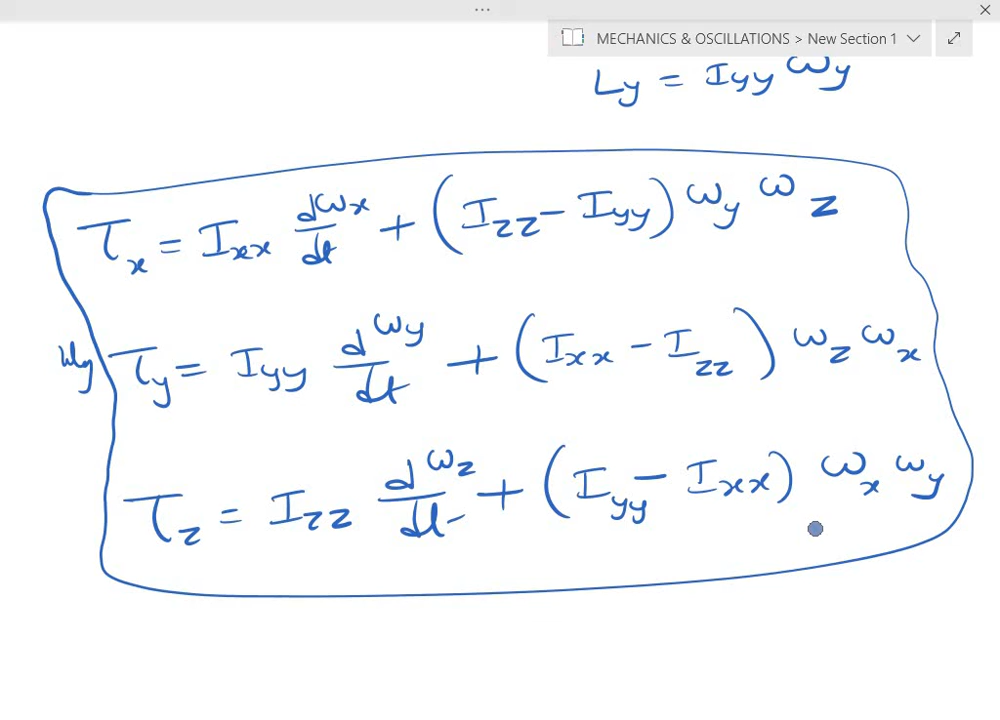 MECHANICS & OSCILLATIONS > New Section 1
Ly = Iyy ωy
τx = Ixx dωx/dt + (Izz - Iyy) ωy ωz
Illy τy = Iyy dωy/dt + (Ixx - Izz) ωz ωx
τz = Izz dωz/dt + (Iyy - Ixx) ωx ωy